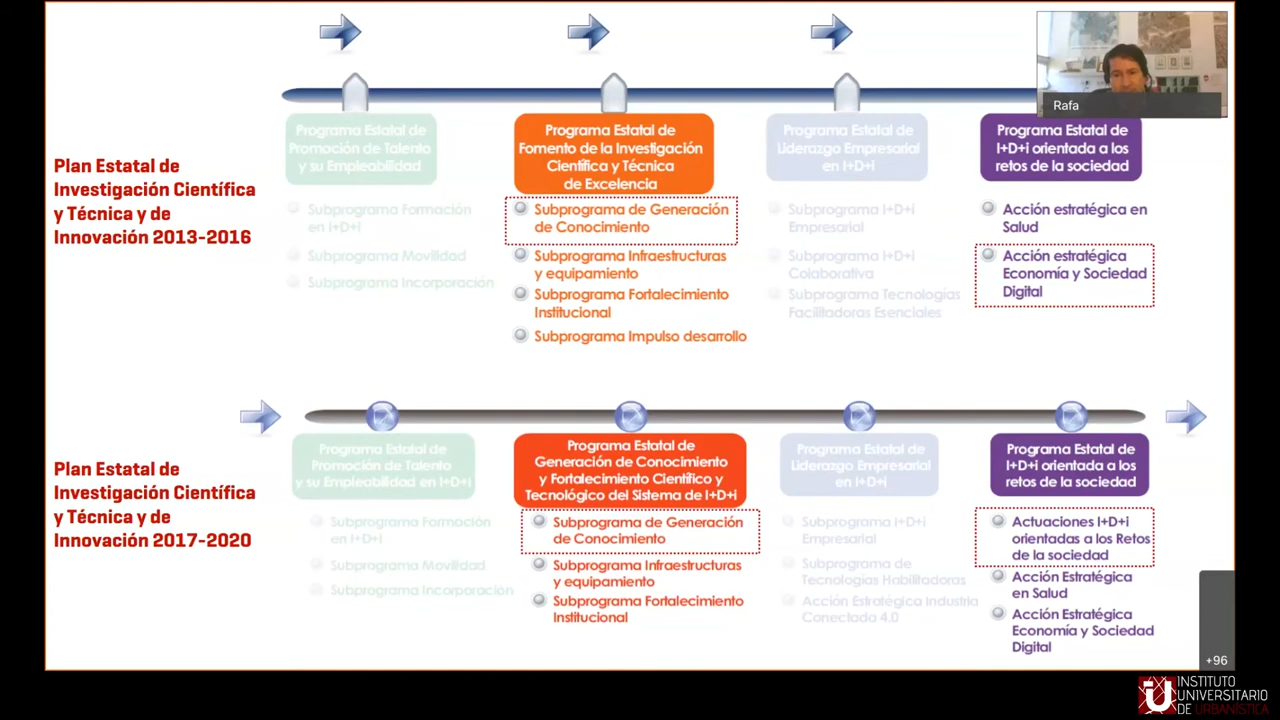 Rafa
Plan Estatal de
Investigación Científica
y Técnica y de
Innovación 2013-2016
Programa Estatal de
Promoción de Talento
y su Empleabilidad
Subprograma Formación
en I+D+i
Subprograma Movilidad
Subprograma Incorporación
Programa Estatal de
Fomento de la Investigación
Científica y Técnica
de Excelencia
Subprograma de Generación
de Conocimiento
Subprograma Infraestructuras
y equipamiento
Subprograma Fortalecimiento
Institucional
Subprograma Impulso desarrollo
Programa Estatal de
Liderazgo Empresarial
en I+D+i
Subprograma I+D+i
Empresarial
Subprograma I+D+i
Colaborativa
Subprograma Tecnologías
Facilitadoras Esenciales
Programa Estatal de
I+D+i orientada a los
retos de la sociedad
Acción estratégica en
Salud
Acción estratégica
Economía y Sociedad
Digital
Plan Estatal de
Investigación Científica
y Técnica y de
Innovación 2017-2020
Programa Estatal de
Promoción de Talento
y su Empleabilidad en I+D+i
Subprograma Formación
en I+D+i
Subprograma Movilidad
Subprograma Incorporación
Programa Estatal de
Generación de Conocimiento
y Fortalecimiento Científico y
Tecnológico del Sistema de I+D+i
Subprograma de Generación
de Conocimiento
Subprograma Infraestructuras
y equipamiento
Subprograma Fortalecimiento
Institucional
Programa Estatal de
Liderazgo Empresarial
en I+D+i
Subprograma I+D+i
Empresarial
Subprograma de
Tecnologías Habilitadoras
Acción Estratégica Industria
Conectada 4.0
Programa Estatal de
I+D+i orientada a los
retos de la sociedad
Actuaciones I+D+i
orientadas a los Retos
de la sociedad
Acción Estratégica
en Salud
Acción Estratégica
Economía y Sociedad
Digital
+96
INSTITUTO
UNIVERSITARIO
DE URBANÍSTICA